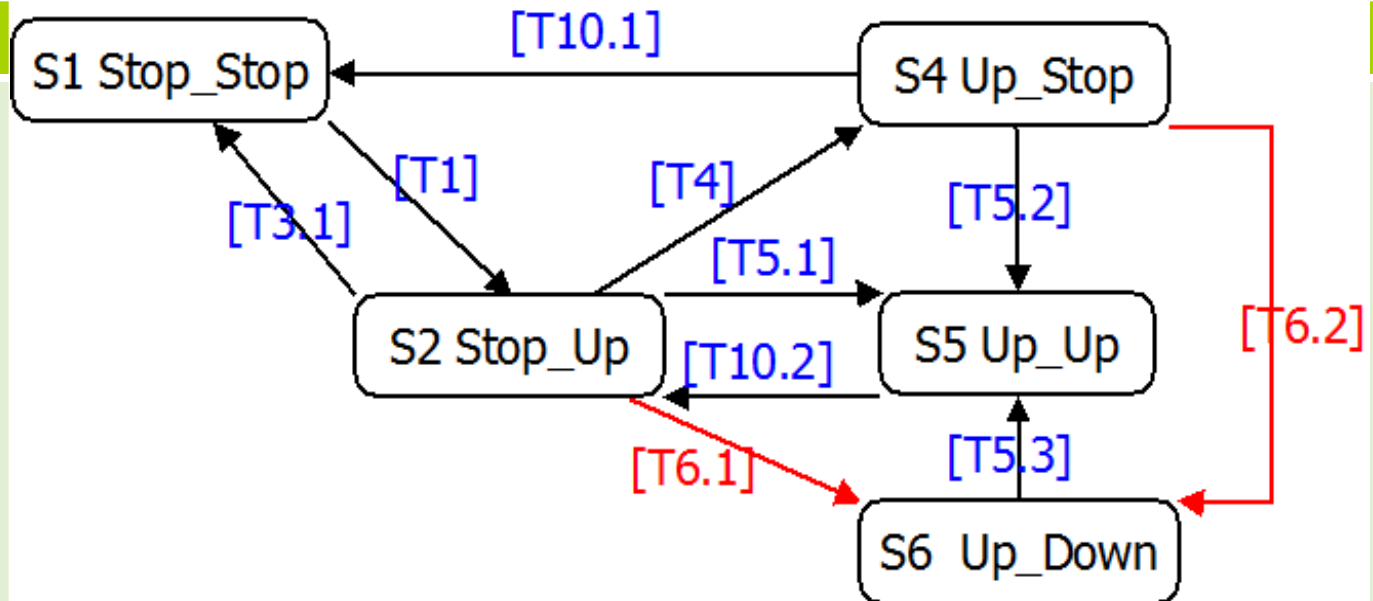 [T10.1]
S1 Stop_Stop
S4 Up_Stop
[T1]
[T4]
[T3.1]
[T5.2]
[T5.1]
[T6.2]
S2 Stop_Up
S5 Up_Up
[T10.2]
[T6.1]
[T5.3]
S6 Up_Down